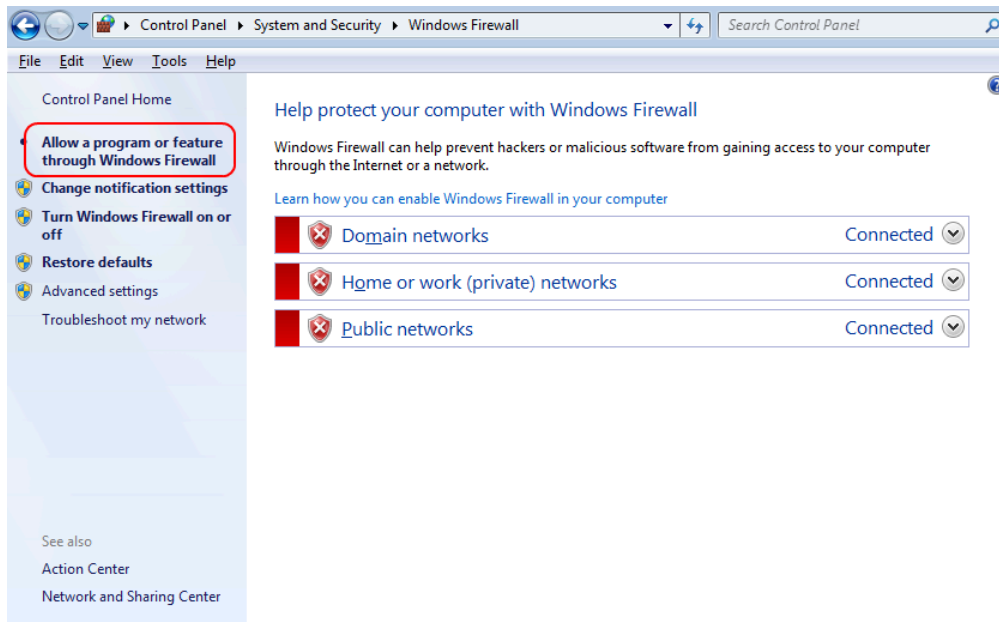 Control Panel ▸ System and Security ▸ Windows Firewall
Search Control Panel
File Edit View Tools Help
Control Panel Home
Allow a program or feature
through Windows Firewall
Change notification settings
Turn Windows Firewall on or
off
Restore defaults
Advanced settings
Troubleshoot my network
See also
Action Center
Network and Sharing Center
Help protect your computer with Windows Firewall
Windows Firewall can help prevent hackers or malicious software from gaining access to your computer
through the Internet or a network.
Learn how you can enable Windows Firewall in your computer
Domain networks Connected
Home or work (private) networks Connected
Public networks Connected